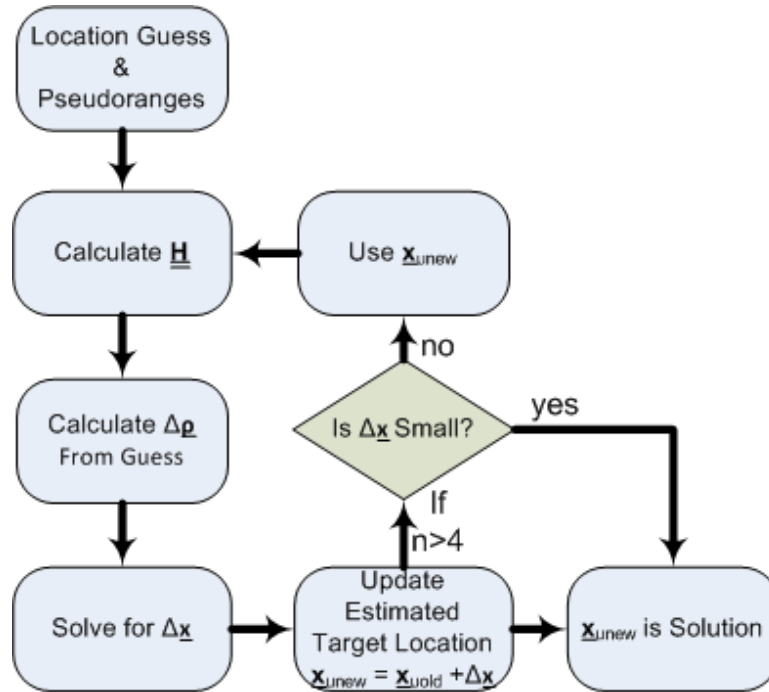 Location Guess
&
Pseudoranges
Calculate H
Use xunew
Calculate Δρ
From Guess
Is Δx Small?
no
yes
If
n>4
Solve for Δx
Update
Estimated
Target Location
xunew = xuold +Δx
xunew is Solution